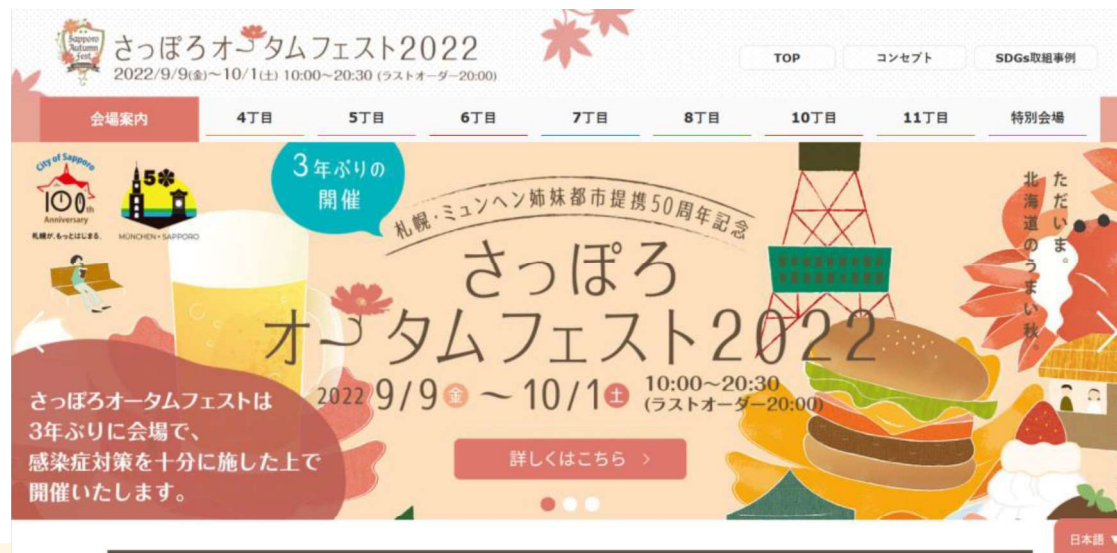 Sapporo Autumn fest
さっぽろオータムフェスト2022
2022/9/9(金)～10/1(土) 10:00～20:30 (ラストオーダー20:00)
TOP
コンセプト
SDGs取組事例
会場案内
4丁目
5丁目
6丁目
7丁目
8丁目
10丁目
11丁目
特別会場
City of Sapporo
100th
Anniversary
札幌が、もっとはじまる。
50
MÜNCHEN・SAPPORO
3年ぶりの
開催
札幌・ミュンヘン姉妹都市提携50周年記念
さっぽろ
オータムフェスト2022
2022 9/9金～10/1土
10:00～20:30
(ラストオーダー20:00)
ただいま。
北海道のうまい秋。
さっぽろオータムフェストは
3年ぶりに会場で、
感染症対策を十分に施した上で
開催いたします。
詳しくはこちら
日本語